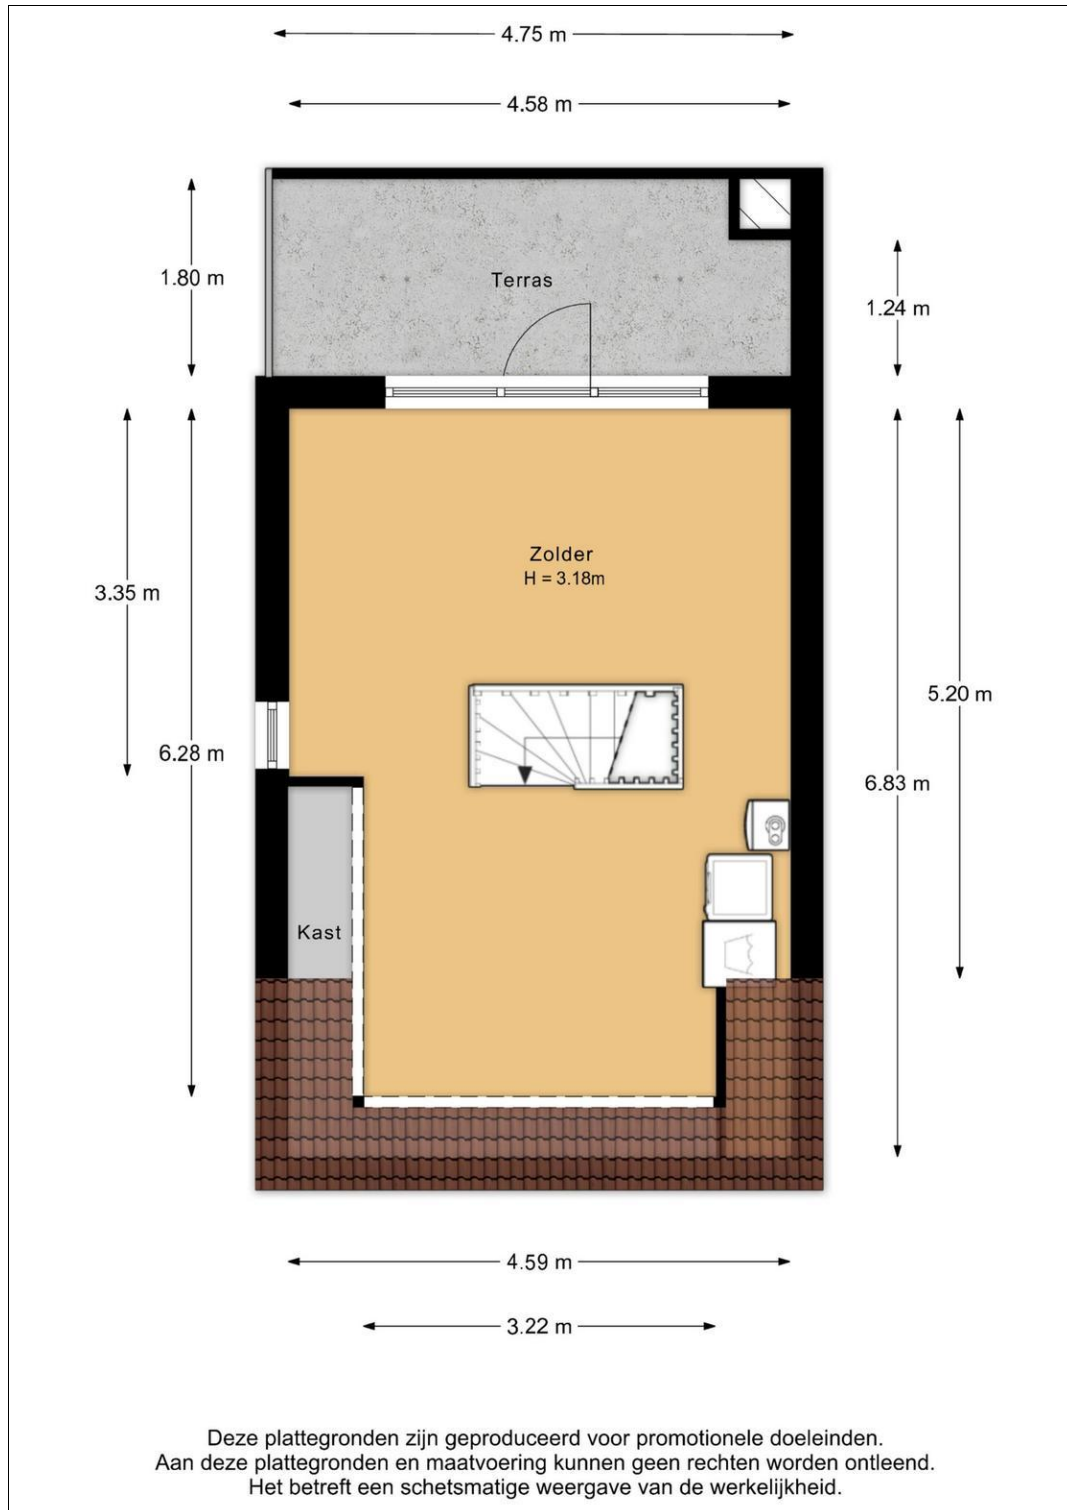 4.75 m
4.58 m
1.80 m
Terras
1.24 m
Zolder
H = 3.18m
3.35 m
5.20 m
6.28 m
6.83 m
Kast
4.59 m
3.22 m
Deze plattegronden zijn geproduceerd voor promotionele doeleinden.
Aan deze plattegronden en maatvoering kunnen geen rechten worden ontleend.
Het betreft een schetsmatige weergave van de werkelijkheid.